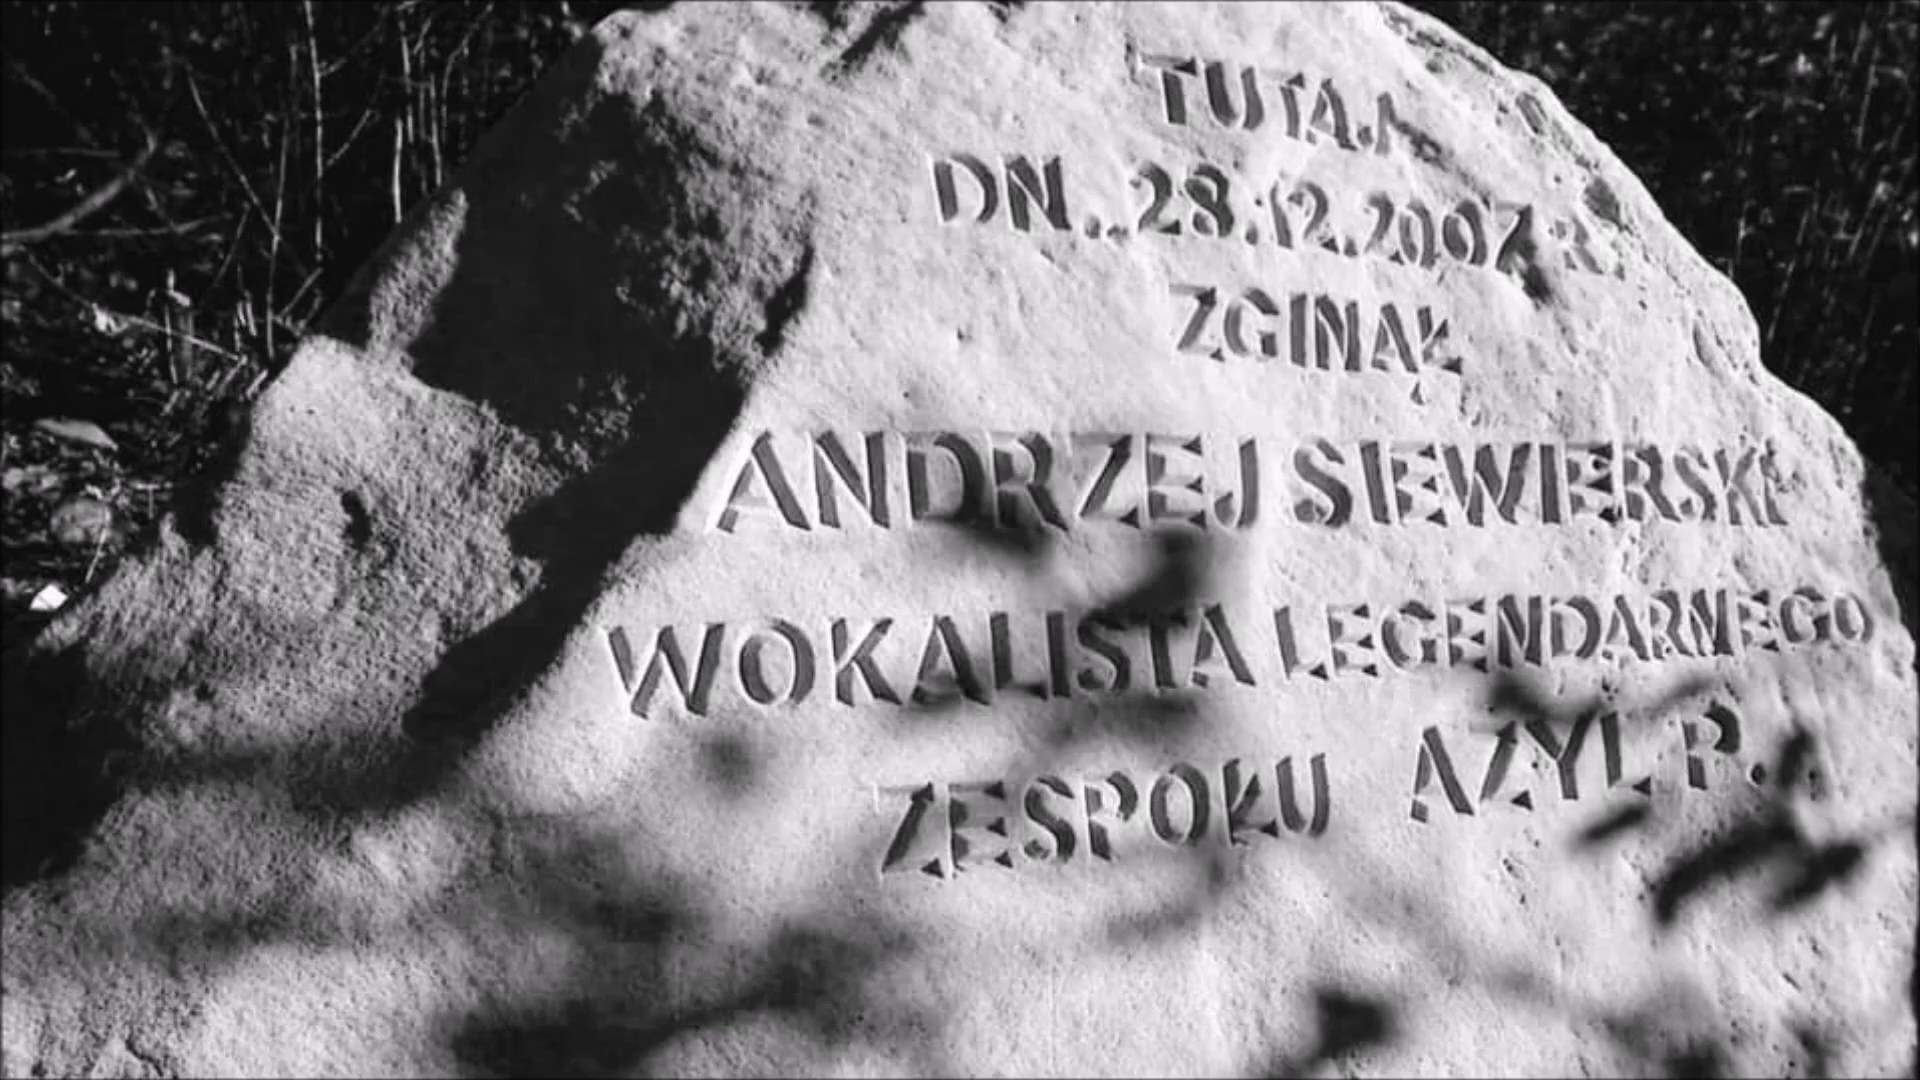 TUTAJ
DN. 28.12.2007 R.
ZGINĄŁ
ANDRZEJ SIEWIERSKI
WOKALISTA LEGENDARNEGO
ZESPOŁU AZYL P.